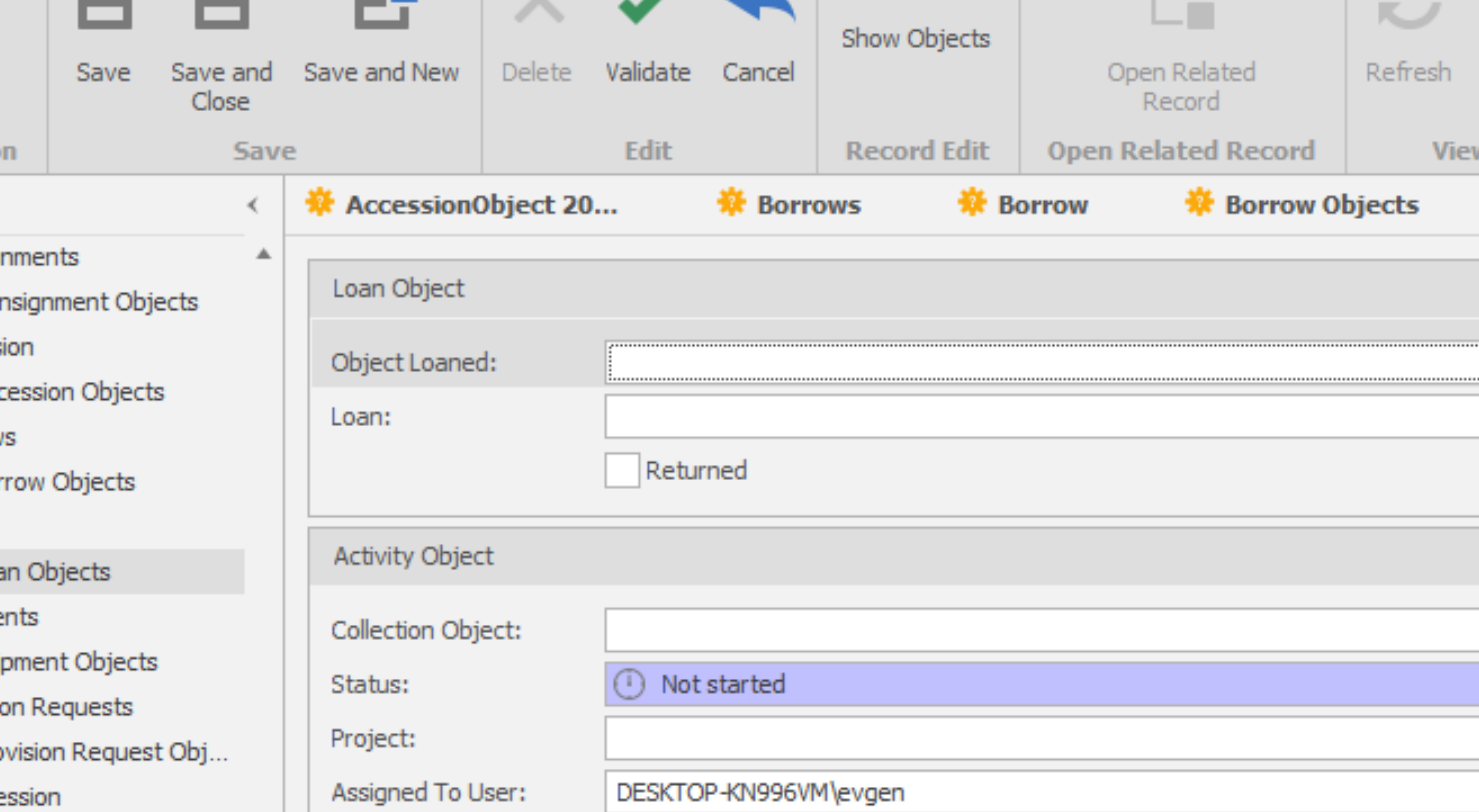 Save
Save and
Close
Save and New
Delete
Validate
Cancel
Show Objects
Open Related
Record
Refresh
Save
Edit
Record Edit
Open Related Record
AccessionObject 20...
Borrows
Borrow
Borrow Objects
nments
nsignment Objects
sion
cession Objects
ws
rrow Objects
an Objects
ents
pment Objects
on Requests
ovision Request Obj...
ession
Loan Object
Object Loaned:
Loan:
Returned
Activity Object
Collection Object:
Status:
Not started
Project:
Assigned To User:
DESKTOP-KN996VM\evgen